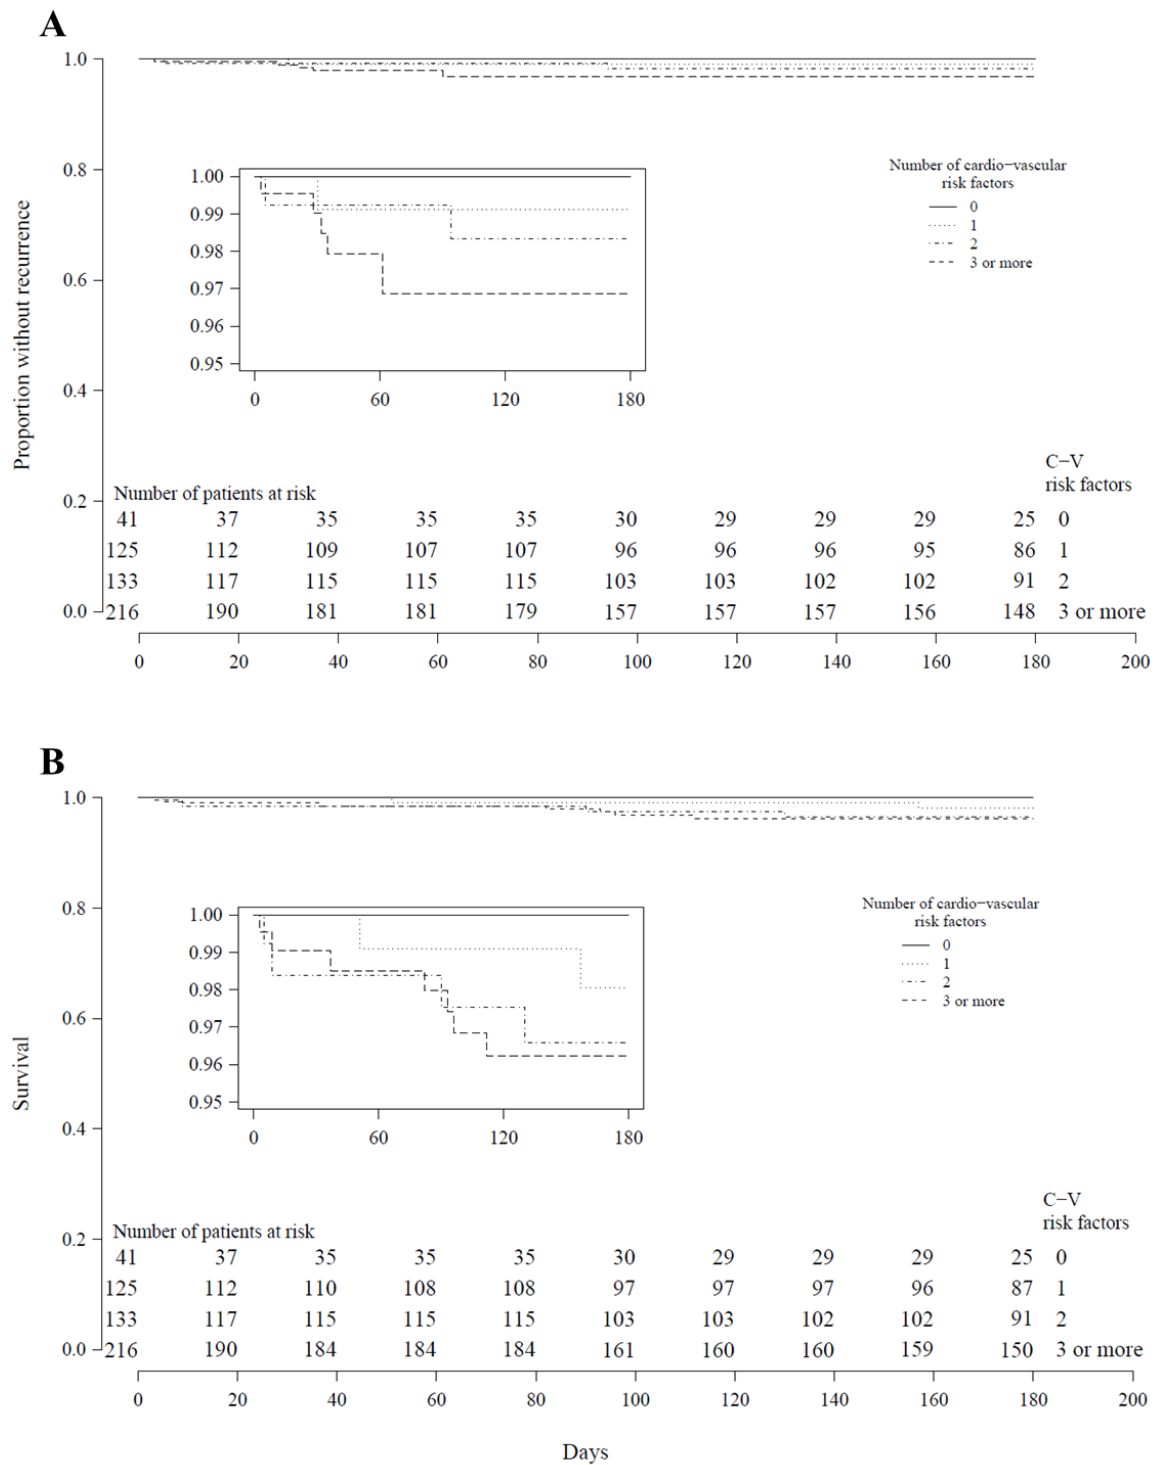 A
1.0
0.8
0.6
0.4
0.2
0.0
Proportion without recurrence
1.00
0.99
0.98
0.97
0.96
0.95
0 60 120 180
Number of cardio−vascular
risk factors
0
1
2
3 or more
C−V
risk factors
Number of patients at risk
41 37 35 35 35 30 29 29 29 25 0
125 112 109 107 107 96 96 96 95 86 1
133 117 115 115 115 103 103 102 102 91 2
216 190 181 181 179 157 157 157 156 148 3 or more
0 20 40 60 80 100 120 140 160 180 200
B
1.0
0.8
0.6
0.4
0.2
0.0
Survival
1.00
0.99
0.98
0.97
0.96
0.95
0 60 120 180
Number of cardio−vascular
risk factors
0
1
2
3 or more
C−V
risk factors
Number of patients at risk
41 37 35 35 35 30 29 29 29 25 0
125 112 110 108 108 97 97 97 96 87 1
133 117 115 115 115 103 103 102 102 91 2
216 190 184 184 184 161 160 160 159 150 3 or more
0 20 40 60 80 100 120 140 160 180 200
Days